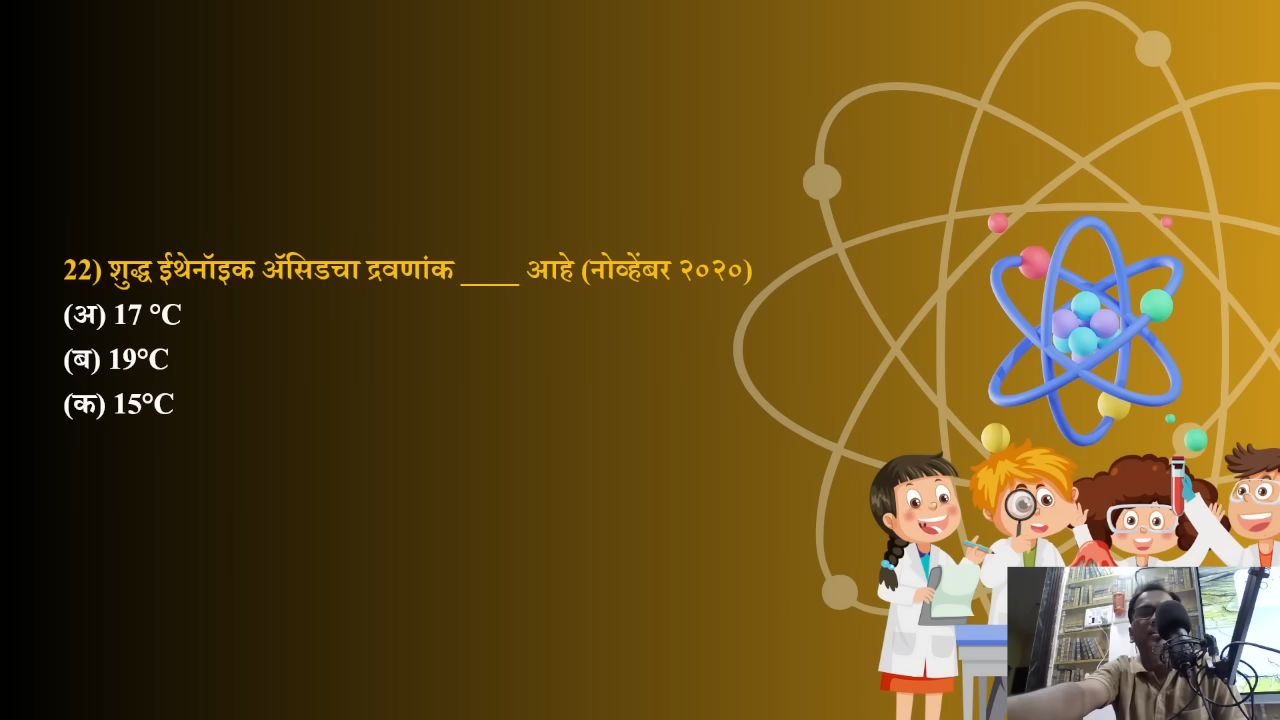 22) शुद्ध ईथेनॉइक ॲसिडचा द्रवणांक ____ आहे (नोव्हेंबर २०२०)
(अ) 17 °C
(ब) 19°C
(क) 15°C